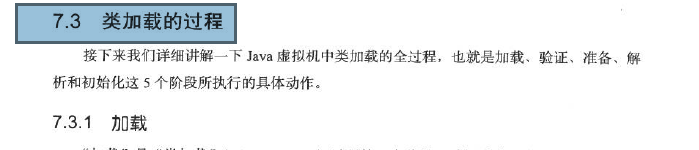 7.3 类加载的过程
接下来我们详细讲解一下 Java 虚拟机中类加载的全过程，也就是加载、验证、准备、解
析和初始化这 5 个阶段所执行的具体动作。
7.3.1 加载